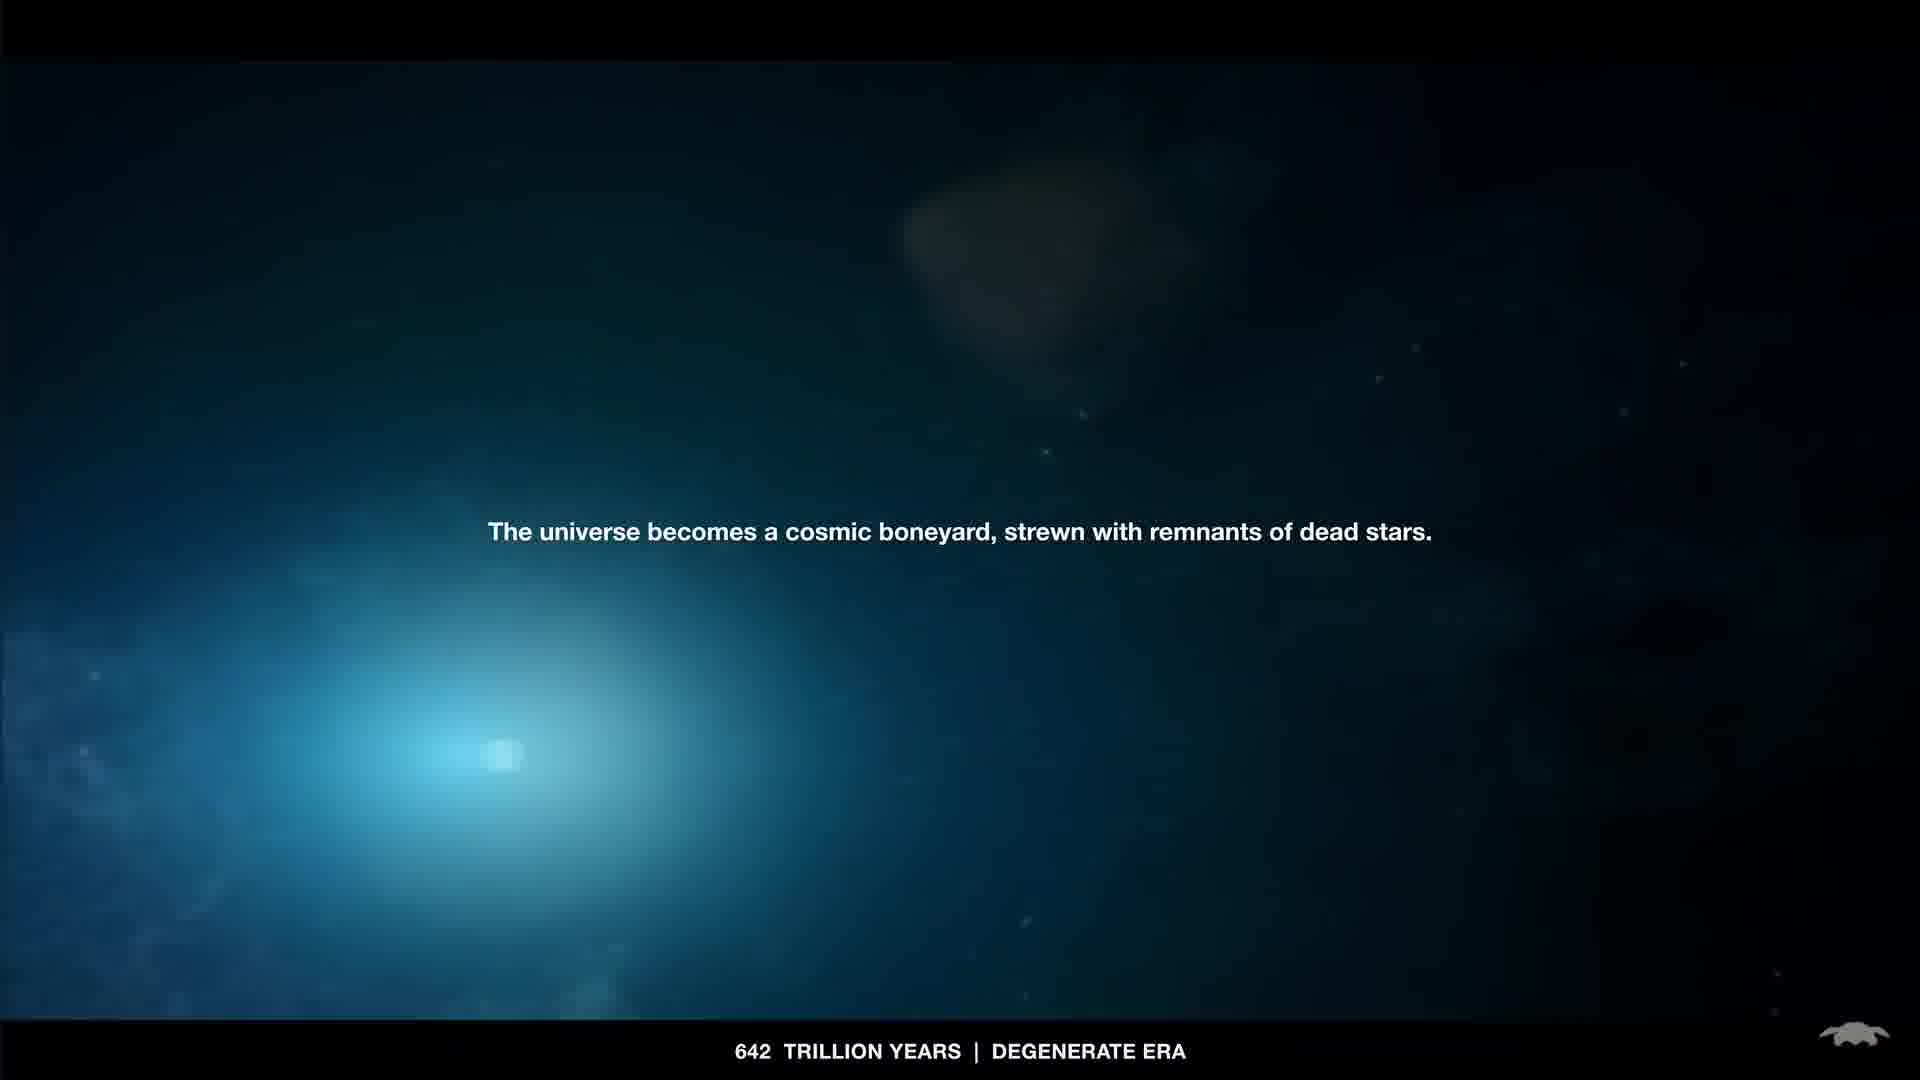 The universe becomes a cosmic boneyard, strewn with remnants of dead stars.
642 TRILLION YEARS | DEGENERATE ERA